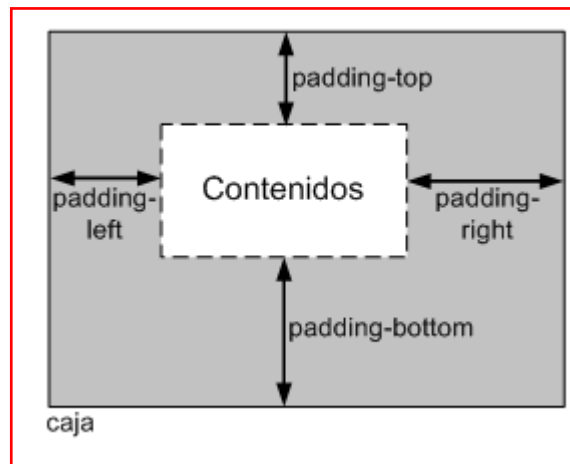 padding-top
Contenidos
padding-
left
padding-
right
padding-bottom
caja